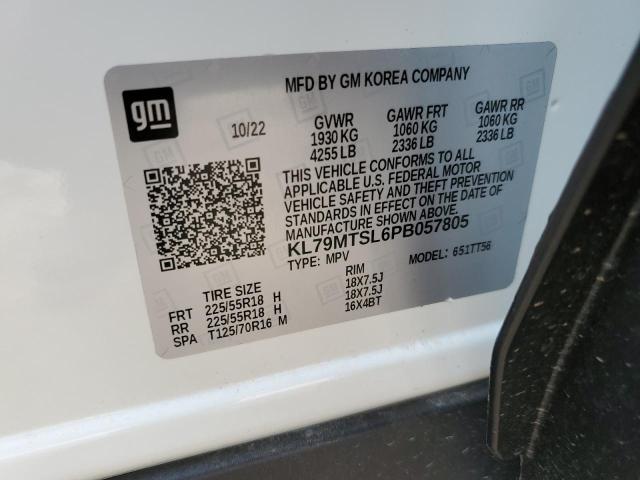 gm
MFD BY GM KOREA COMPANY
10/22
GVWR GAWR FRT GAWR RR
1930 KG 1060 KG 1060 KG
4255 LB 2336 LB 2336 LB
THIS VEHICLE CONFORMS TO ALL
APPLICABLE U.S. FEDERAL MOTOR
VEHICLE SAFETY AND THEFT PREVENTION
STANDARDS IN EFFECT ON THE DATE OF
MANUFACTURE SHOWN ABOVE.
KL79MTSL6PB057805
TYPE: MPV MODEL: 651TT56
TIRE SIZE RIM
FRT 225/55R18 H 18X7.5J
RR 225/55R18 H 18X7.5J
SPA T125/70R16 M 16X4BT